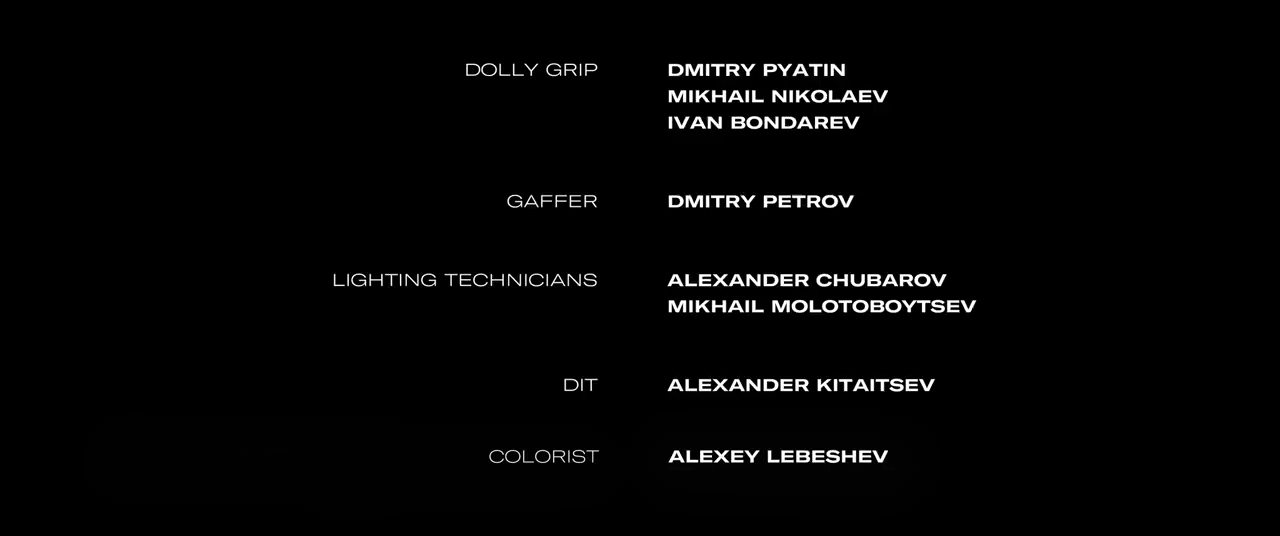 DOLLY GRIP DMITRY PYATIN
MIKHAIL NIKOLAEV
IVAN BONDAREV
GAFFER DMITRY PETROV
LIGHTING TECHNICIANS ALEXANDER CHUBAROV
MIKHAIL MOLOTOBOYTSEV
DIT ALEXANDER KITAITSEV
COLORIST ALEXEY LEBESHEV